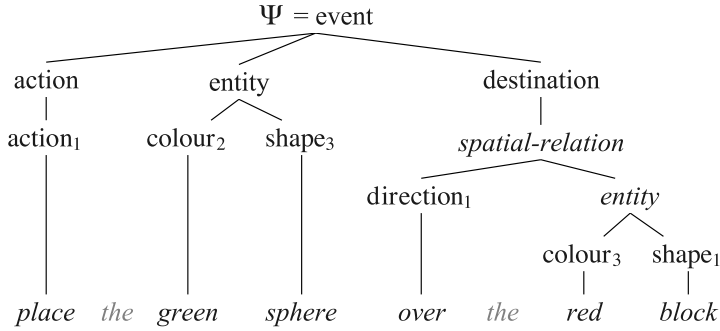 Ψ = event
action entity destination
action₁ colour₂ shape₃ spatial-relation
direction₁ entity
colour₃ shape₁
place the green sphere over the red block